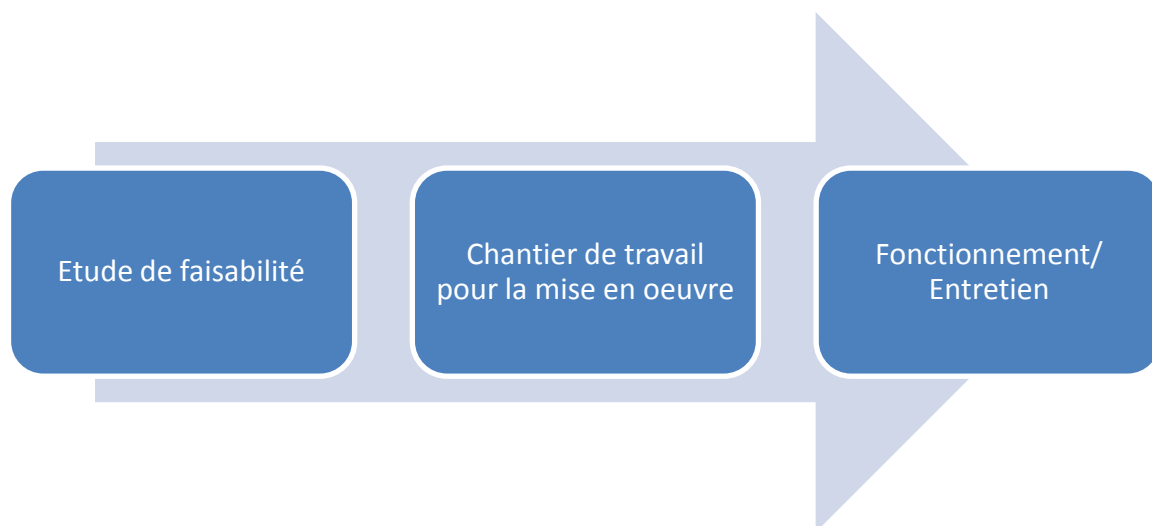 Etude de faisabilité
Chantier de travail
pour la mise en oeuvre
Fonctionnement/
Entretien